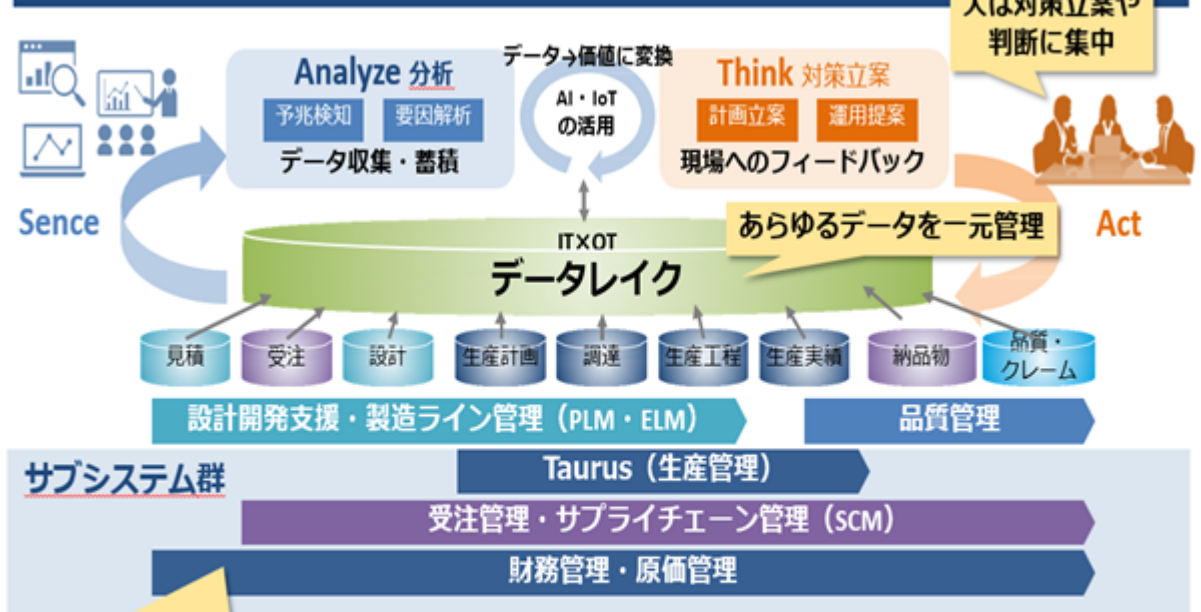 人は対策立案や
判断に集中
データ→価値に変換
Analyze 分析
予兆検知
要因解析
データ収集・蓄積
AI・IoT
の活用
Think 対策立案
計画立案
運用提案
現場へのフィードバック
Sence
Act
あらゆるデータを一元管理
IT×OT
データレイク
見積
受注
設計
生産計画
調達
生産工程
生産実績
納品物
品質・
クレーム
設計開発支援・製造ライン管理（PLM・ELM）
品質管理
サブシステム群
Taurus（生産管理）
受注管理・サプライチェーン管理（SCM）
財務管理・原価管理